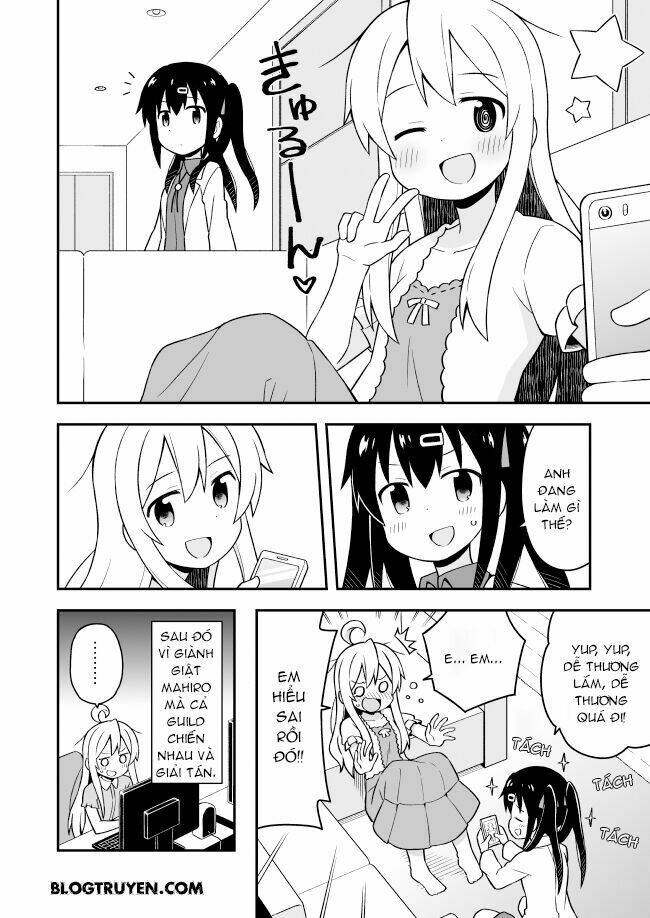 きゅるーん♡
ANH
ĐANG
LÀM GÌ
THẾ?
YUP, YUP,
DỄ THƯƠNG
LẮM, DỄ
THƯƠNG
QUÁ ĐI!
E... EM...
EM
HIỂU
SAI
RỒI
ĐÓ!!
TÁCH
TÁCH
TÁCH
SAU ĐÓ
VÌ GIÀNH
GIẬT
MAHIRO
MÀ CẢ
GUILD
CHIẾN
NHAU VÀ
GIẢI TÁN.
.......
BLOGTRUYEN.COM